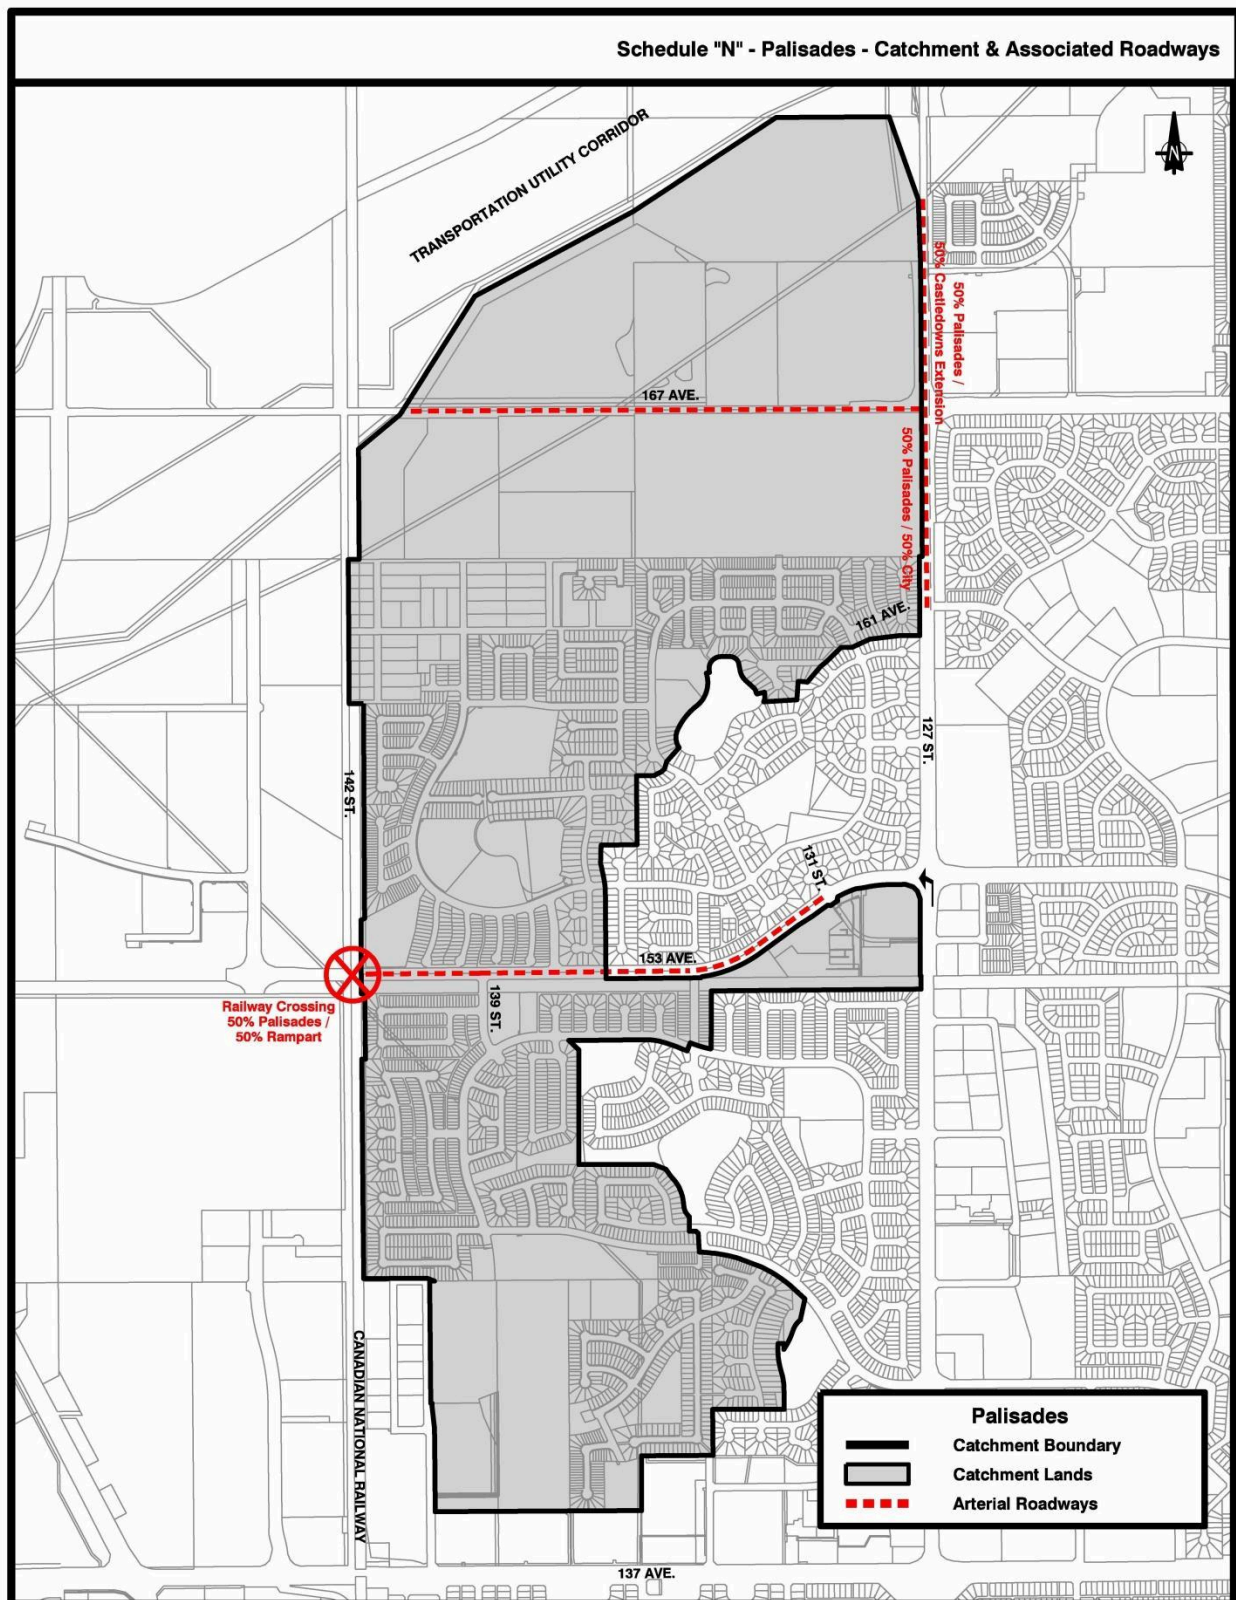 Schedule "N" - Palisades - Catchment & Associated Roadways
TRANSPORTATION UTILITY CORRIDOR
N
50% Palisades /
50% Castledowns Extension
167 AVE.
50% Palisades / 50% City
161 AVE.
127 ST.
142 ST.
131 ST.
153 AVE.
139 ST.
Railway Crossing
50% Palisades /
50% Rampart
CANADIAN NATIONAL RAILWAY
Palisades
Catchment Boundary
Catchment Lands
Arterial Roadways
137 AVE.